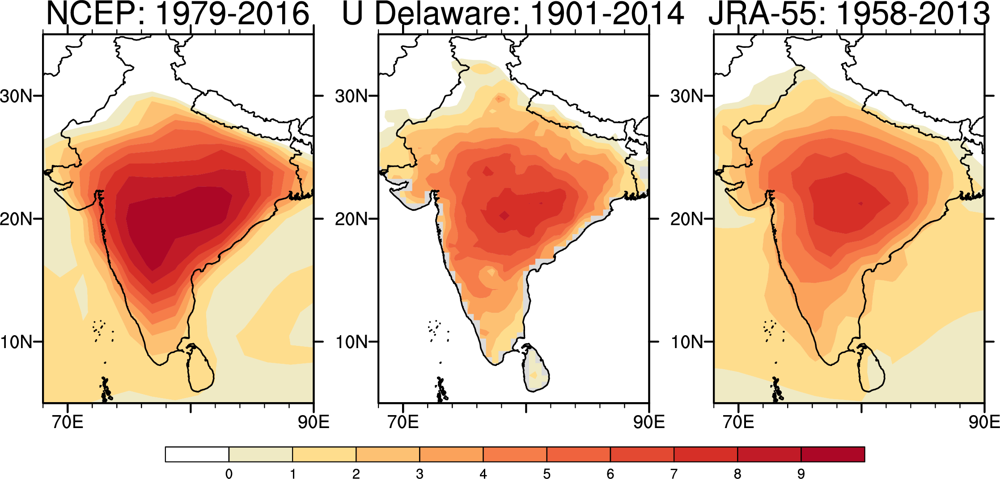 NCEP: 1979-2016
U Delaware: 1901-2014
JRA-55: 1958-2013
30N
30N
30N
20N
20N
20N
10N
10N
10N
70E
90E
70E
90E
70E
90E
0 1 2 3 4 5 6 7 8 9